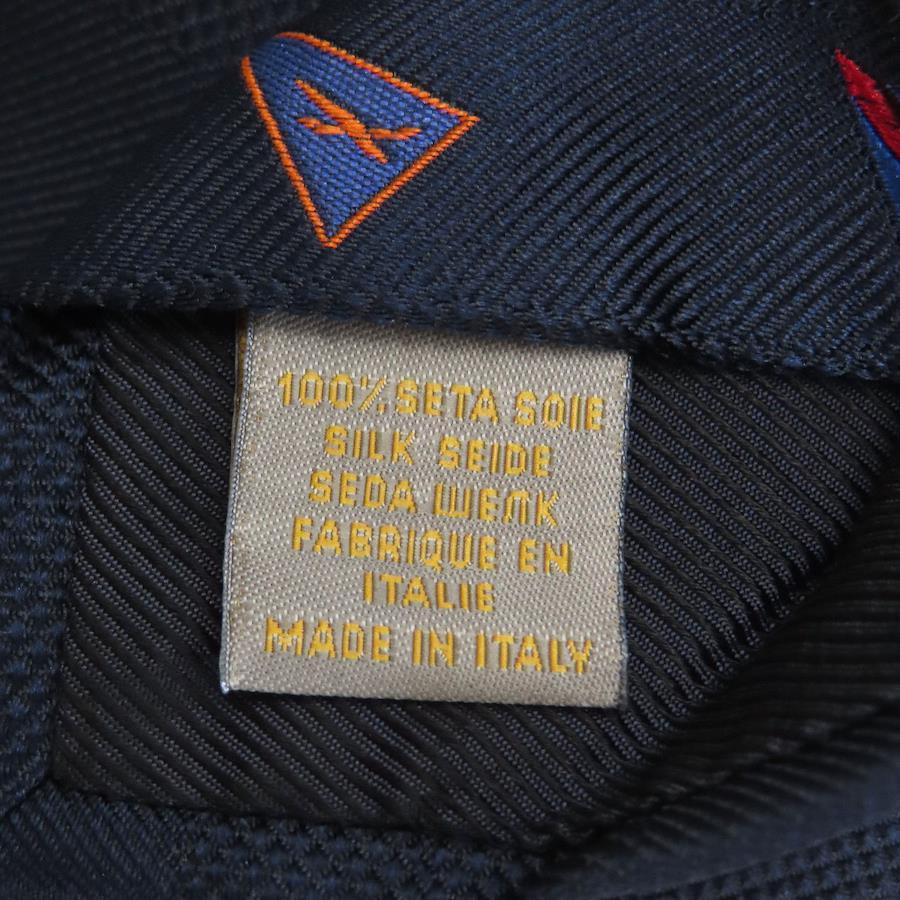 100% SETA SOIE
SILK SEIDE
SEDA ШЕЛК
FABRIQUE EN
ITALIE
MADE IN ITALY